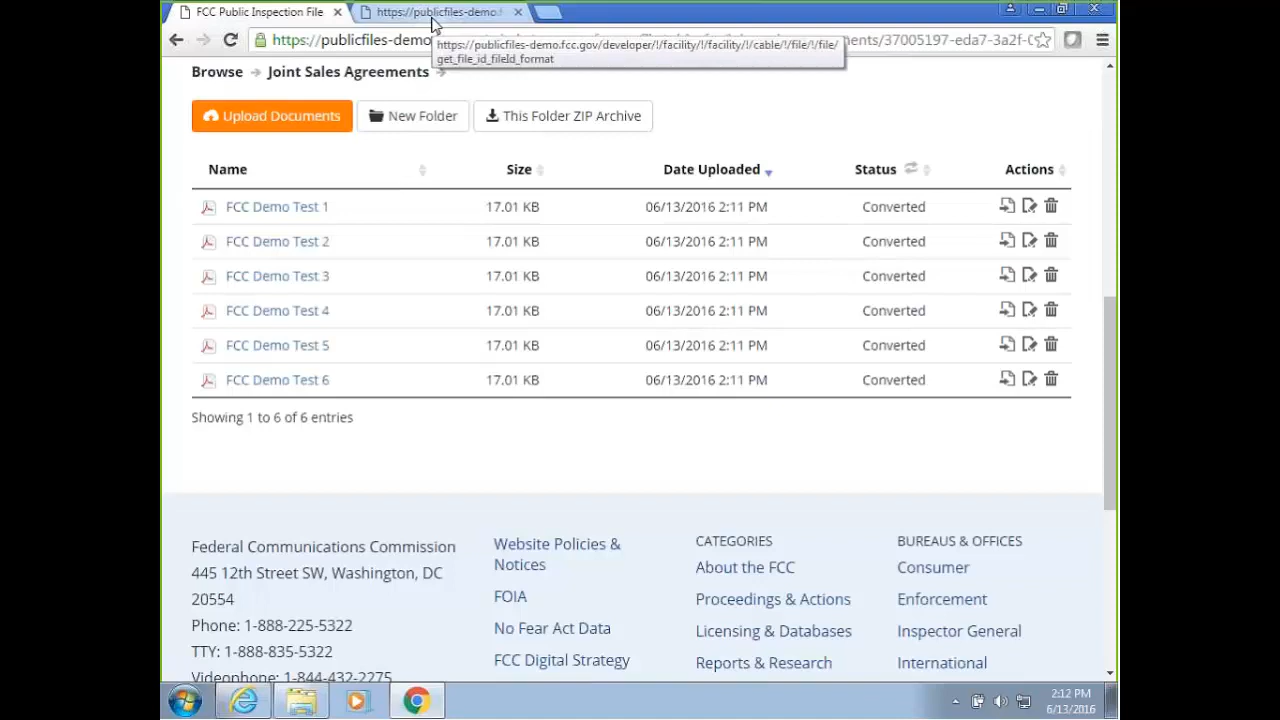 FCC Public Inspection File
https://publicfiles-demo.
https://publicfiles-demo
ments/37005197-eda7-3a2f-0
https://publicfiles-demo.fcc.gov/developer/!/facility/!/facility/!/cable/!/file/!/file/
get_file_id_fileId_format
Browse Joint Sales Agreements
Upload Documents New Folder This Folder ZIP Archive
Name Size Date Uploaded Status Actions
FCC Demo Test 1 17.01 KB 06/13/2016 2:11 PM Converted
FCC Demo Test 2 17.01 KB 06/13/2016 2:11 PM Converted
FCC Demo Test 3 17.01 KB 06/13/2016 2:11 PM Converted
FCC Demo Test 4 17.01 KB 06/13/2016 2:11 PM Converted
FCC Demo Test 5 17.01 KB 06/13/2016 2:11 PM Converted
FCC Demo Test 6 17.01 KB 06/13/2016 2:11 PM Converted
Showing 1 to 6 of 6 entries
Federal Communications Commission
445 12th Street SW, Washington, DC
20554
Phone: 1-888-225-5322
TTY: 1-888-835-5322
Videophone: 1-844-432-2275
Website Policies &
Notices
FOIA
No Fear Act Data
FCC Digital Strategy
CATEGORIES
About the FCC
Proceedings & Actions
Licensing & Databases
Reports & Research
BUREAUS & OFFICES
Consumer
Enforcement
Inspector General
International
2:12 PM
6/13/2016